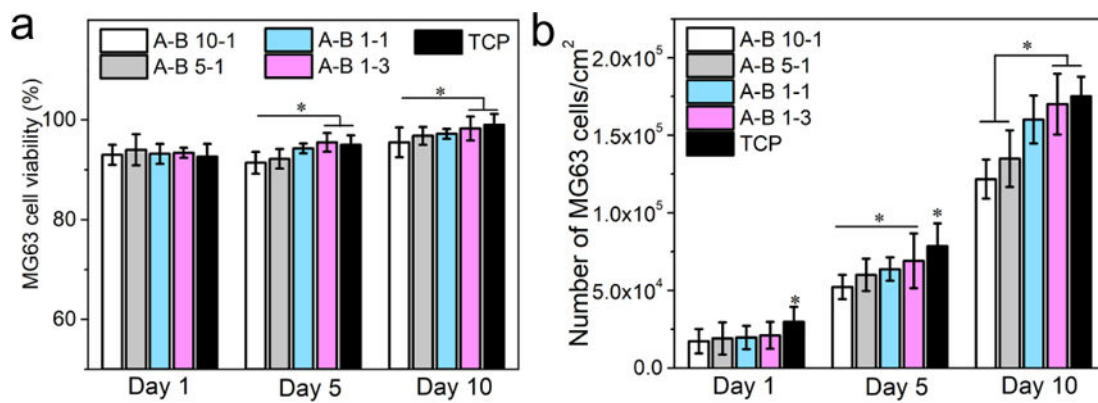 a
A-B 10-1 A-B 1-1 TCP
A-B 5-1 A-B 1-3
MG63 cell viability (%)
100
80
60
* *
Day 1 Day 5 Day 10
b
A-B 10-1
A-B 5-1
A-B 1-1
A-B 1-3
TCP
Number of MG63 cells/cm²
2.0x10⁵
1.5x10⁵
1.0x10⁵
5.0x10⁴
0.0
* * * *
Day 1 Day 5 Day 10